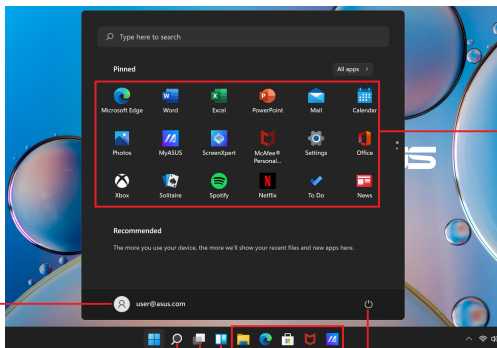 Type here to search
Pinned
All apps >
Microsoft Edge Word Excel PowerPoint Mail Calendar
Photos MyASUS ScreenXpert McAfee® Personal... Settings Office
Xbox Solitaire Spotify Netflix To Do News
Recommended
The more you use your device, the more we'll show your recent files and new apps here.
user@asus.com